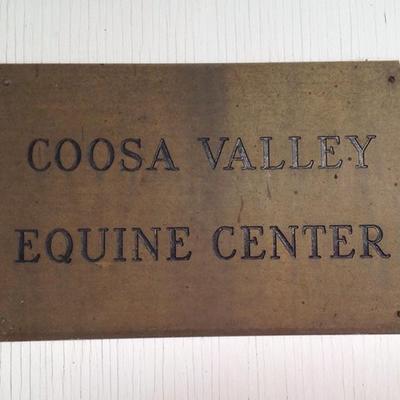 COOSA VALLEY
EQUINE CENTER